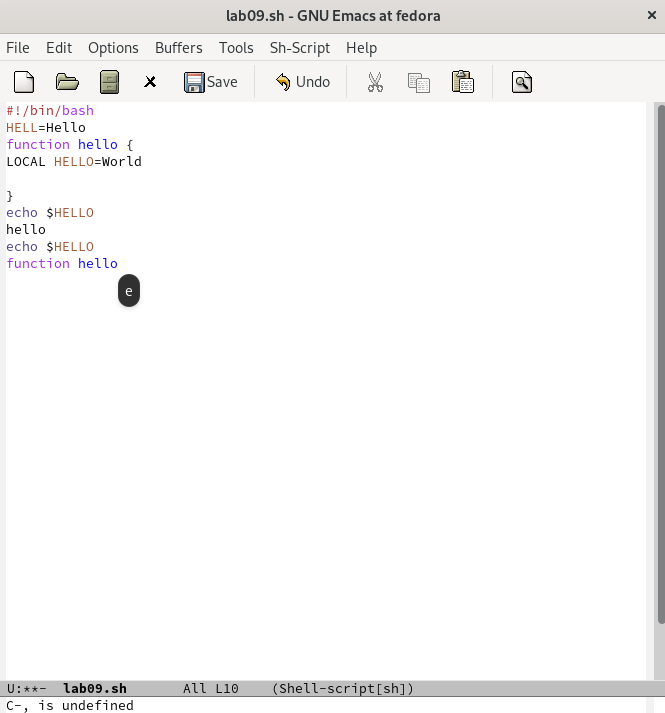 lab09.sh - GNU Emacs at fedora
File Edit Options Buffers Tools Sh-Script Help
Save Undo
#!/bin/bash
HELL=Hello
function hello {
LOCAL HELLO=World
}
echo $HELLO
hello
echo $HELLO
function hello
e
U:**- lab09.sh All L10 (Shell-script[sh])
C-, is undefined